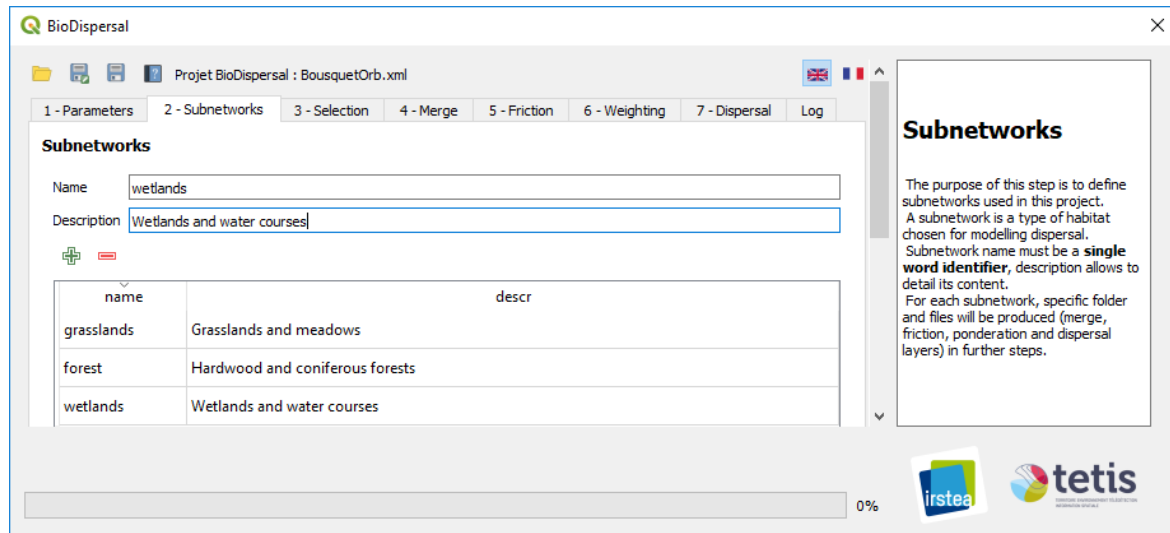 BioDispersal
Projet BioDispersal : BousquetOrb.xml
1 - Parameters 2 - Subnetworks 3 - Selection 4 - Merge 5 - Friction 6 - Weighting 7 - Dispersal Log
Subnetworks
Name wetlands
Description Wetlands and water courses
name descr
grasslands Grasslands and meadows
forest Hardwood and coniferous forests
wetlands Wetlands and water courses
Subnetworks
The purpose of this step is to define
subnetworks used in this project.
A subnetwork is a type of habitat
chosen for modelling dispersal.
Subnetwork name must be a single
word identifier, description allows to
detail its content.
For each subnetwork, specific folder
and files will be produced (merge,
friction, ponderation and dispersal
layers) in further steps.
irstea
tetis
0%